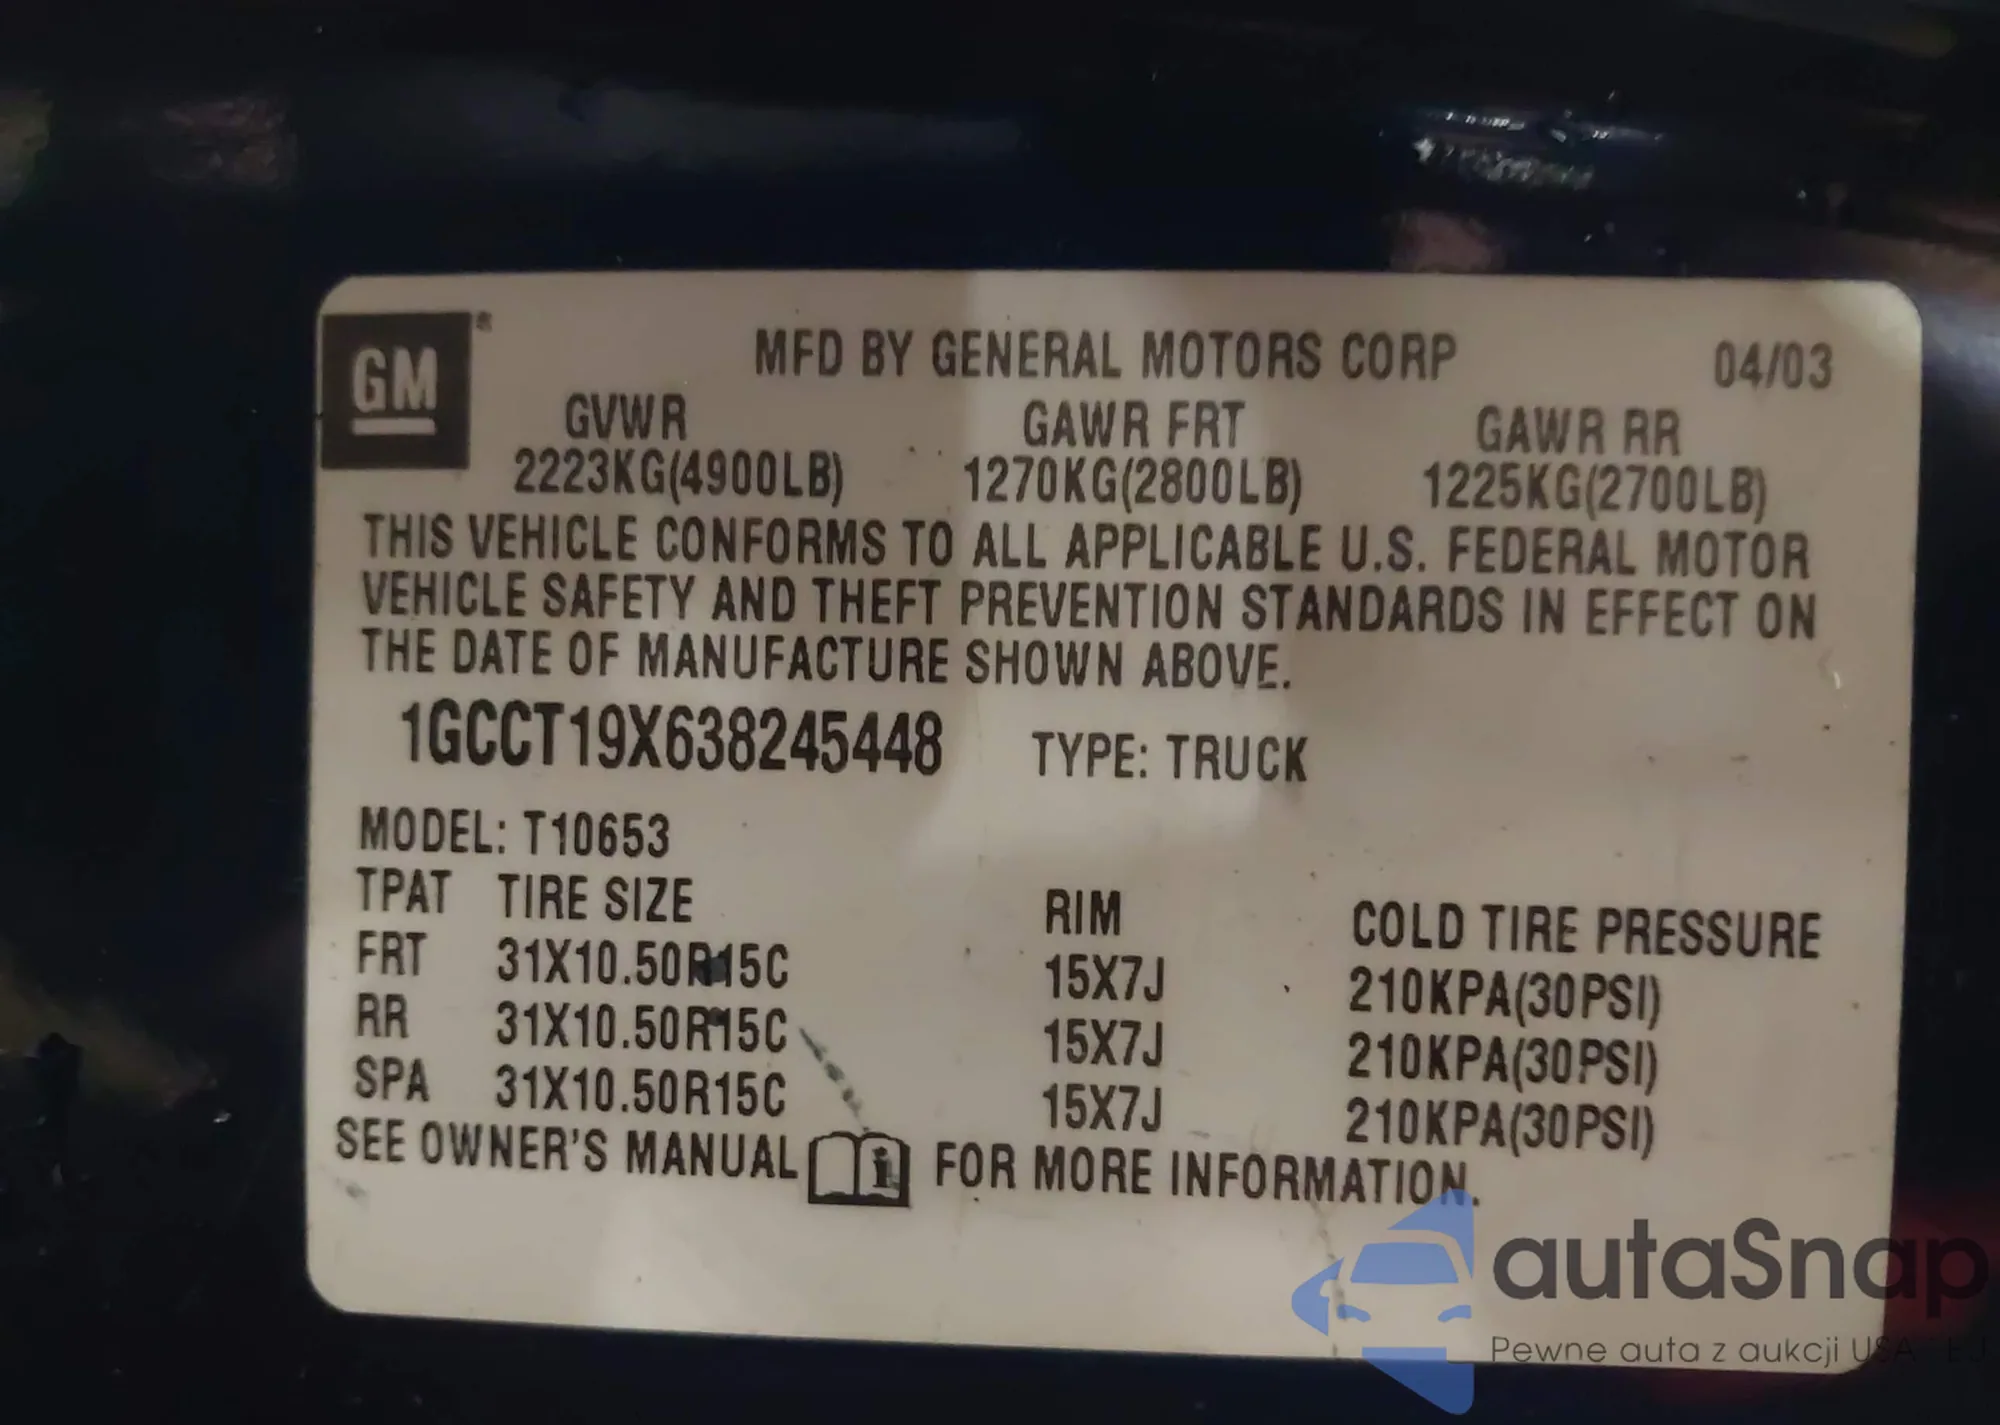 GM
MFD BY GENERAL MOTORS CORP 04/03
GVWR GAWR FRT GAWR RR
2223KG(4900LB) 1270KG(2800LB) 1225KG(2700LB)
THIS VEHICLE CONFORMS TO ALL APPLICABLE U.S. FEDERAL MOTOR
VEHICLE SAFETY AND THEFT PREVENTION STANDARDS IN EFFECT ON
THE DATE OF MANUFACTURE SHOWN ABOVE.
1GCCT19X638245448 TYPE: TRUCK
MODEL: T10653
TPAT TIRE SIZE RIM COLD TIRE PRESSURE
FRT 31X10.50R15C 15X7J 210KPA(30PSI)
RR 31X10.50R15C 15X7J 210KPA(30PSI)
SPA 31X10.50R15C 15X7J 210KPA(30PSI)
SEE OWNER'S MANUAL FOR MORE INFORMATION.
autaSnap
Pewne auta z aukcji USA